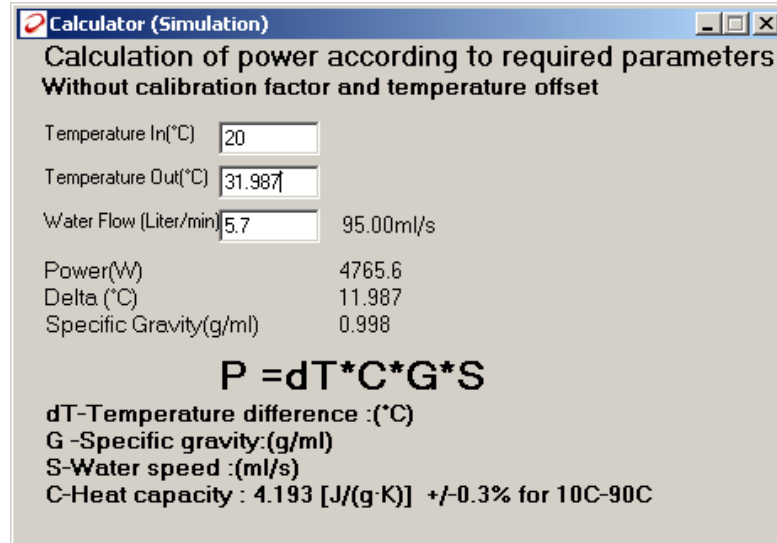 Calculator (Simulation)
Calculation of power according to required parameters
Without calibration factor and temperature offset
Temperature In(°C) 20
Temperature Out(°C) 31.987
Water Flow (Liter/min) 5.7 95.00ml/s
Power(W) 4765.6
Delta (°C) 11.987
Specific Gravity(g/ml) 0.998
P =dT*C*G*S
dT-Temperature difference :(°C)
G -Specific gravity:(g/ml)
S-Water speed :(ml/s)
C-Heat capacity : 4.193 [J/(g·K)] +/-0.3% for 10C-90C